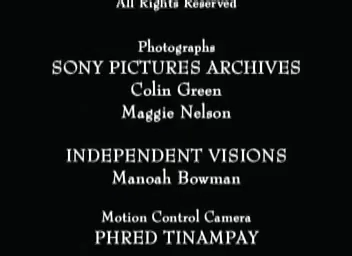 All Rights Reserved
Photographs
SONY PICTURES ARCHIVES
Colin Green
Maggie Nelson
INDEPENDENT VISIONS
Manoah Bowman
Motion Control Camera
PHRED TINAMPAY